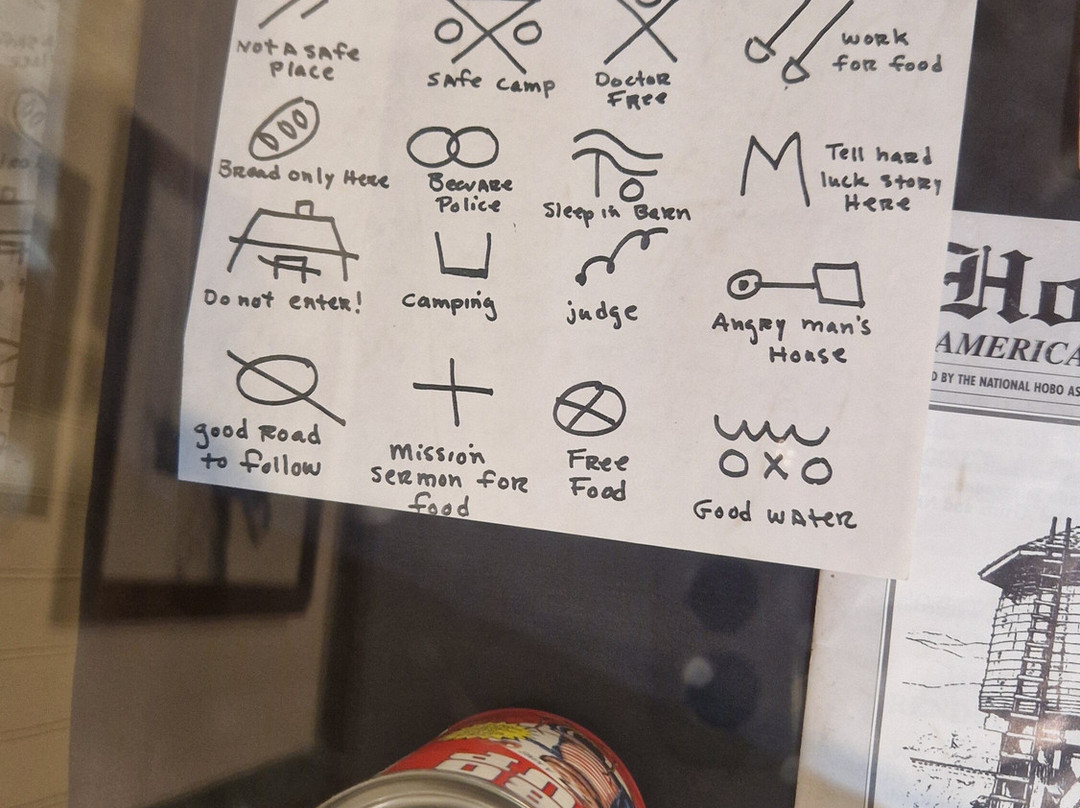 Not A Safe
Place
Safe Camp
Doctor
Free
Work
for food
Bread only Here
Beware
Police
Sleep in Barn
Tell hard
luck story
Here
Do not enter!
Camping
judge
Angry man's
House
good Road
to follow
Mission
Sermon for
food
Free
Food
OXO
Good water
Ho
AMERICA
D BY THE NATIONAL HOBO AS